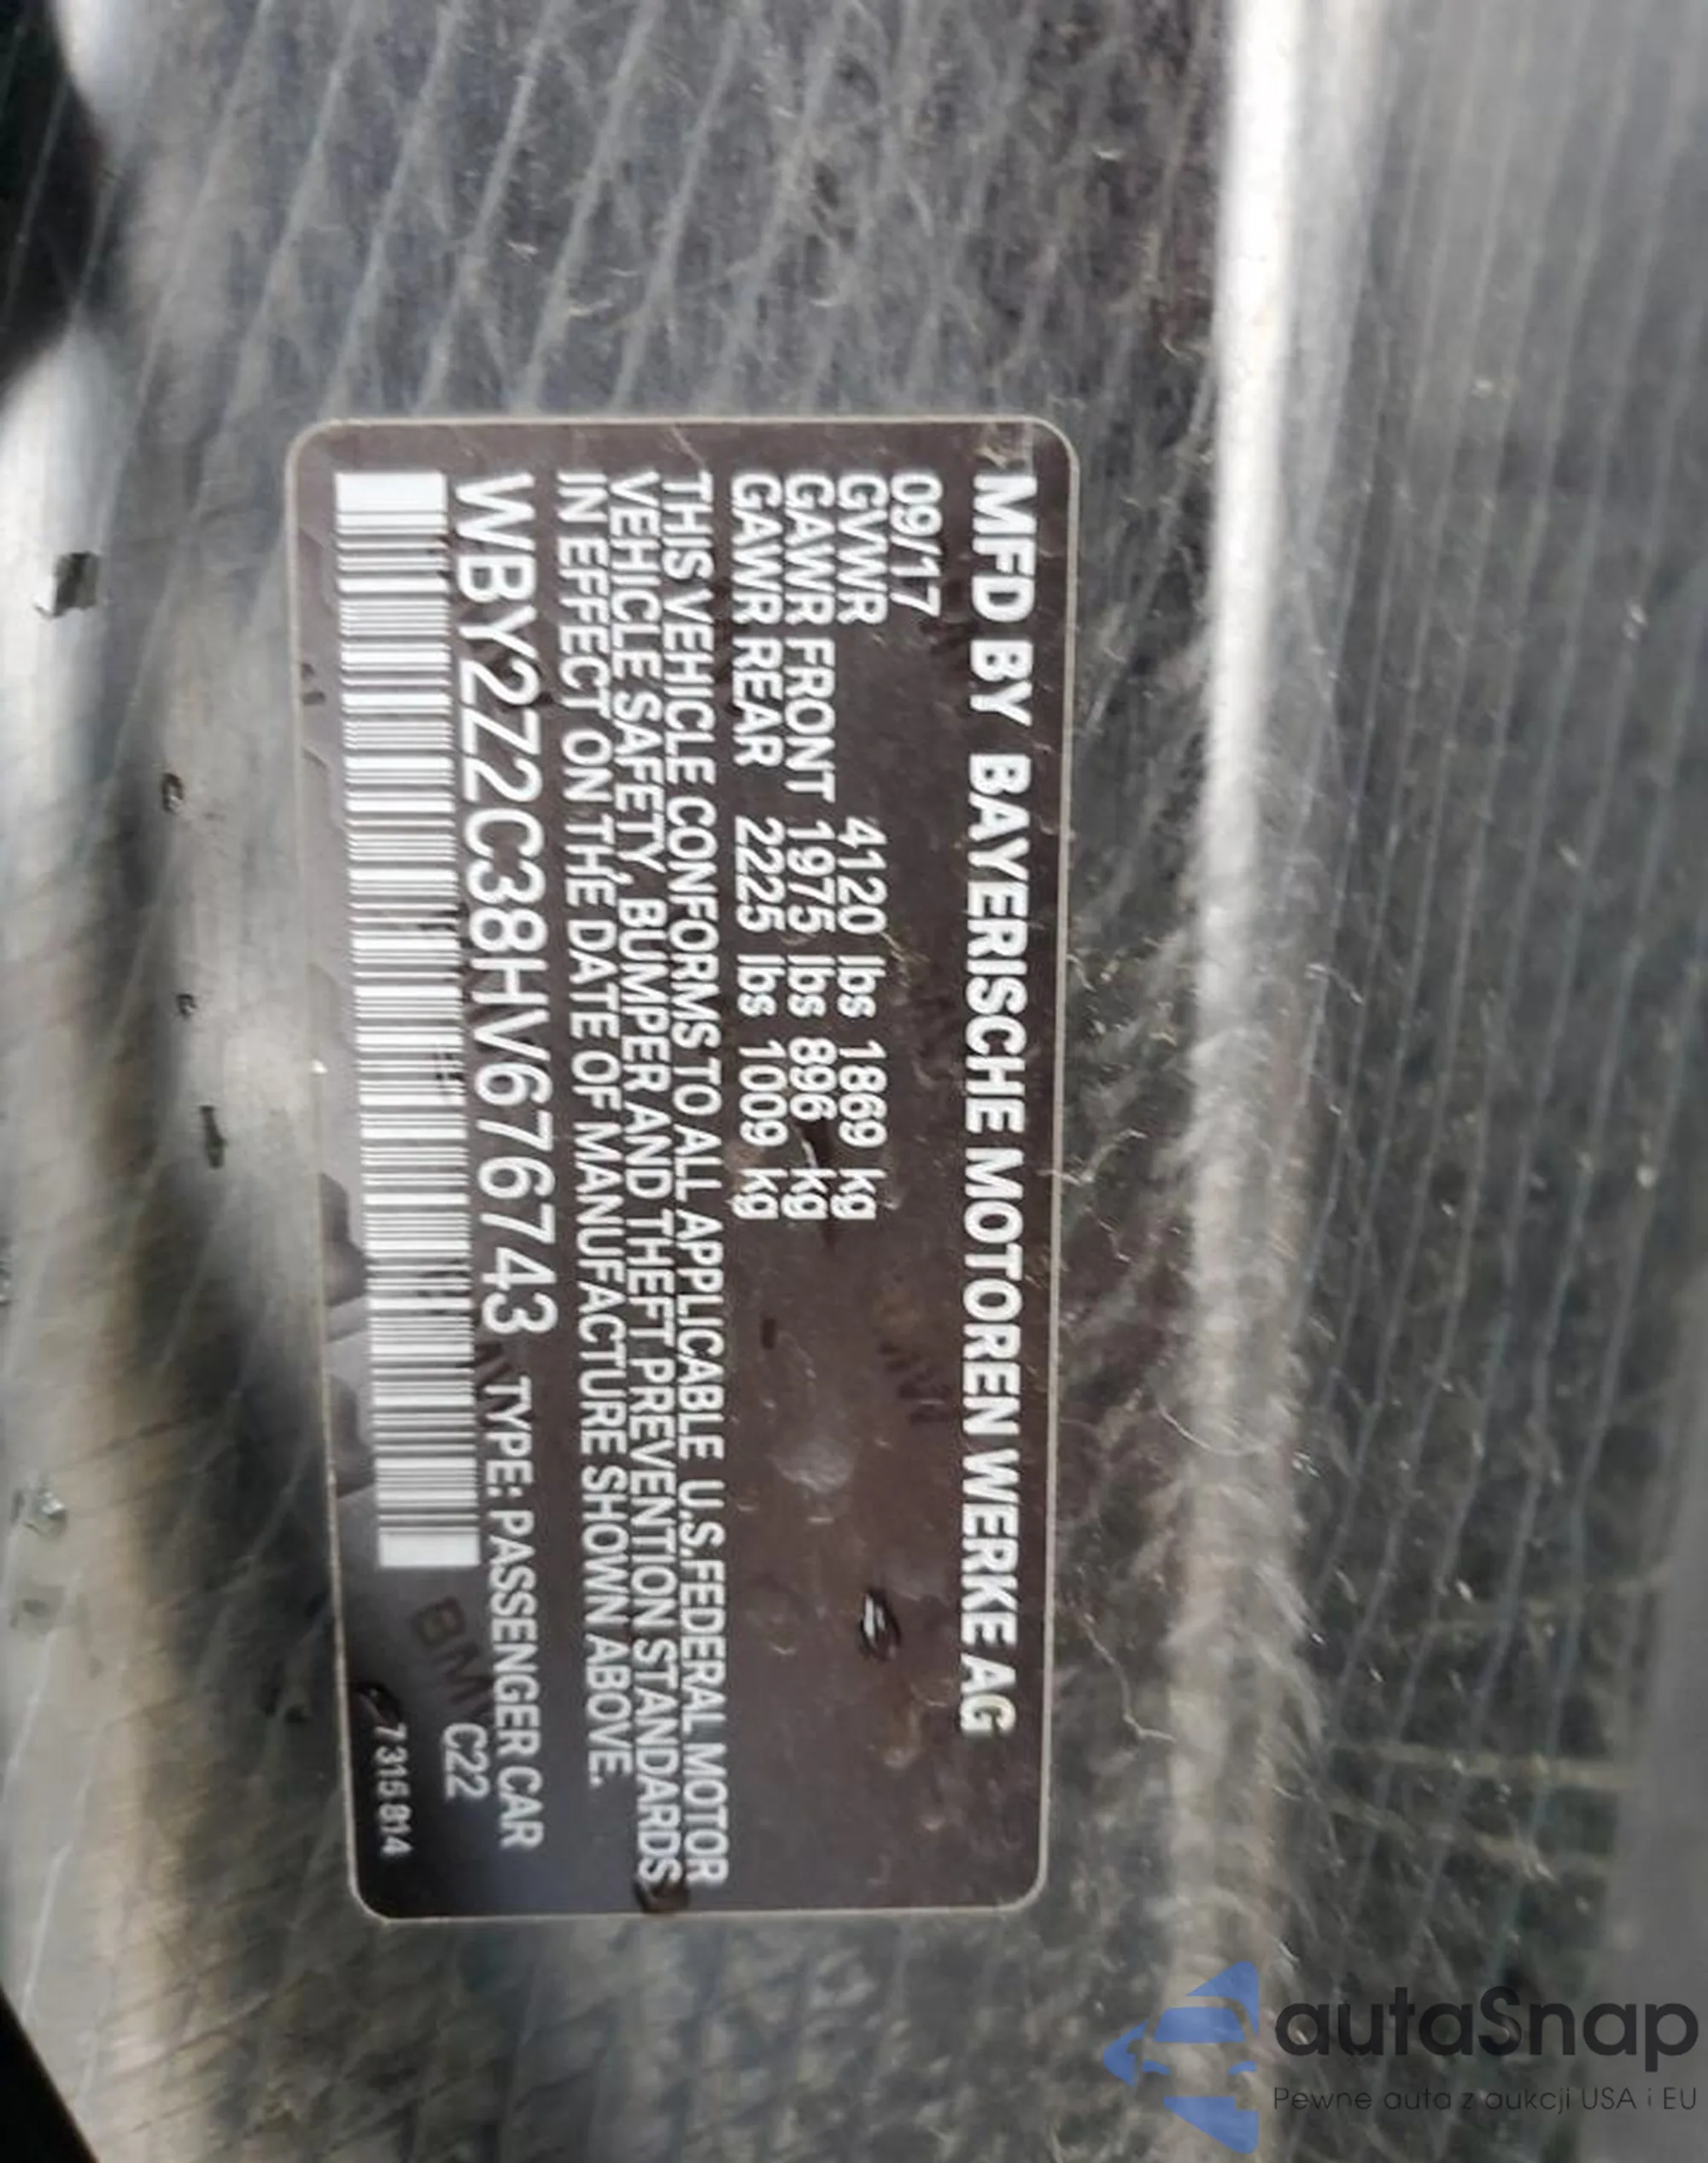 MFD BY BAYERISCHE MOTOREN WERKE AG
09/17
GVWR 4120 lbs 1869 kg
GAWR FRONT 1975 lbs 896 kg
GAWR REAR 2225 lbs 1009 kg
THIS VEHICLE CONFORMS TO ALL APPLICABLE U.S.FEDERAL MOTOR
VEHICLE SAFETY, BUMPER AND THEFT PREVENTION STANDARDS
IN EFFECT ON THE DATE OF MANUFACTURE SHOWN ABOVE.
WBY2Z2C38HV676743 TYPE: PASSENGER CAR
C22
BMW
7315814
autaSnap
Pewne auta z aukcji USA i EU